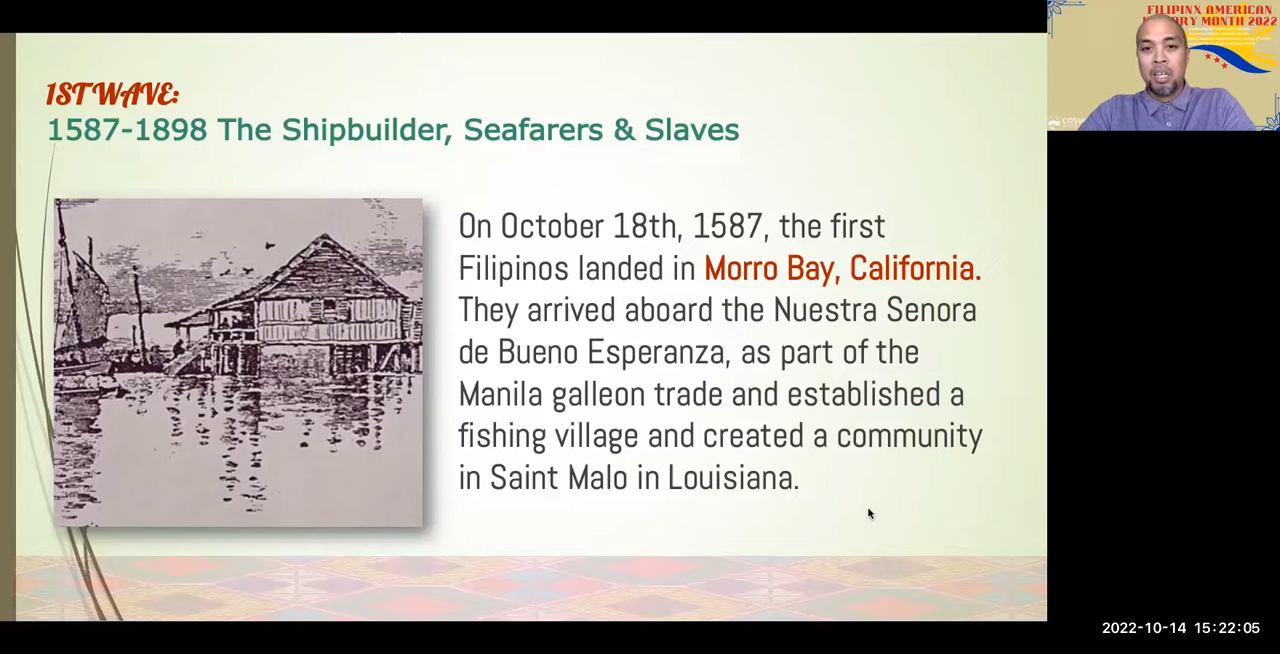 1ST WAVE:
1587-1898 The Shipbuilder, Seafarers & Slaves
On October 18th, 1587, the first
Filipinos landed in Morro Bay, California.
They arrived aboard the Nuestra Senora
de Bueno Esperanza, as part of the
Manila galleon trade and established a
fishing village and created a community
in Saint Malo in Louisiana.
FILIPINX AMERICAN
MONTH 2022
2022-10-14 15:22:05